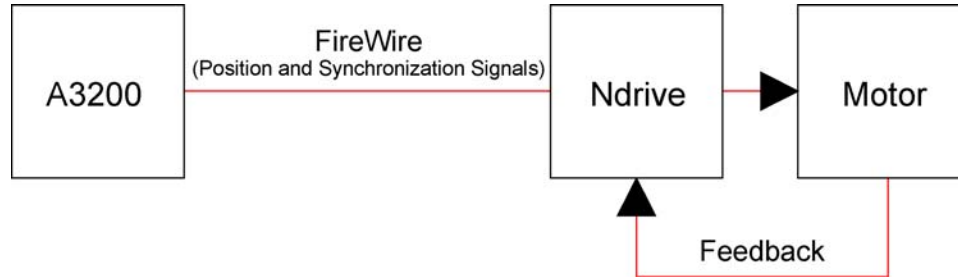 FireWire
(Position and Synchronization Signals)
A3200
Ndrive
Motor
Feedback